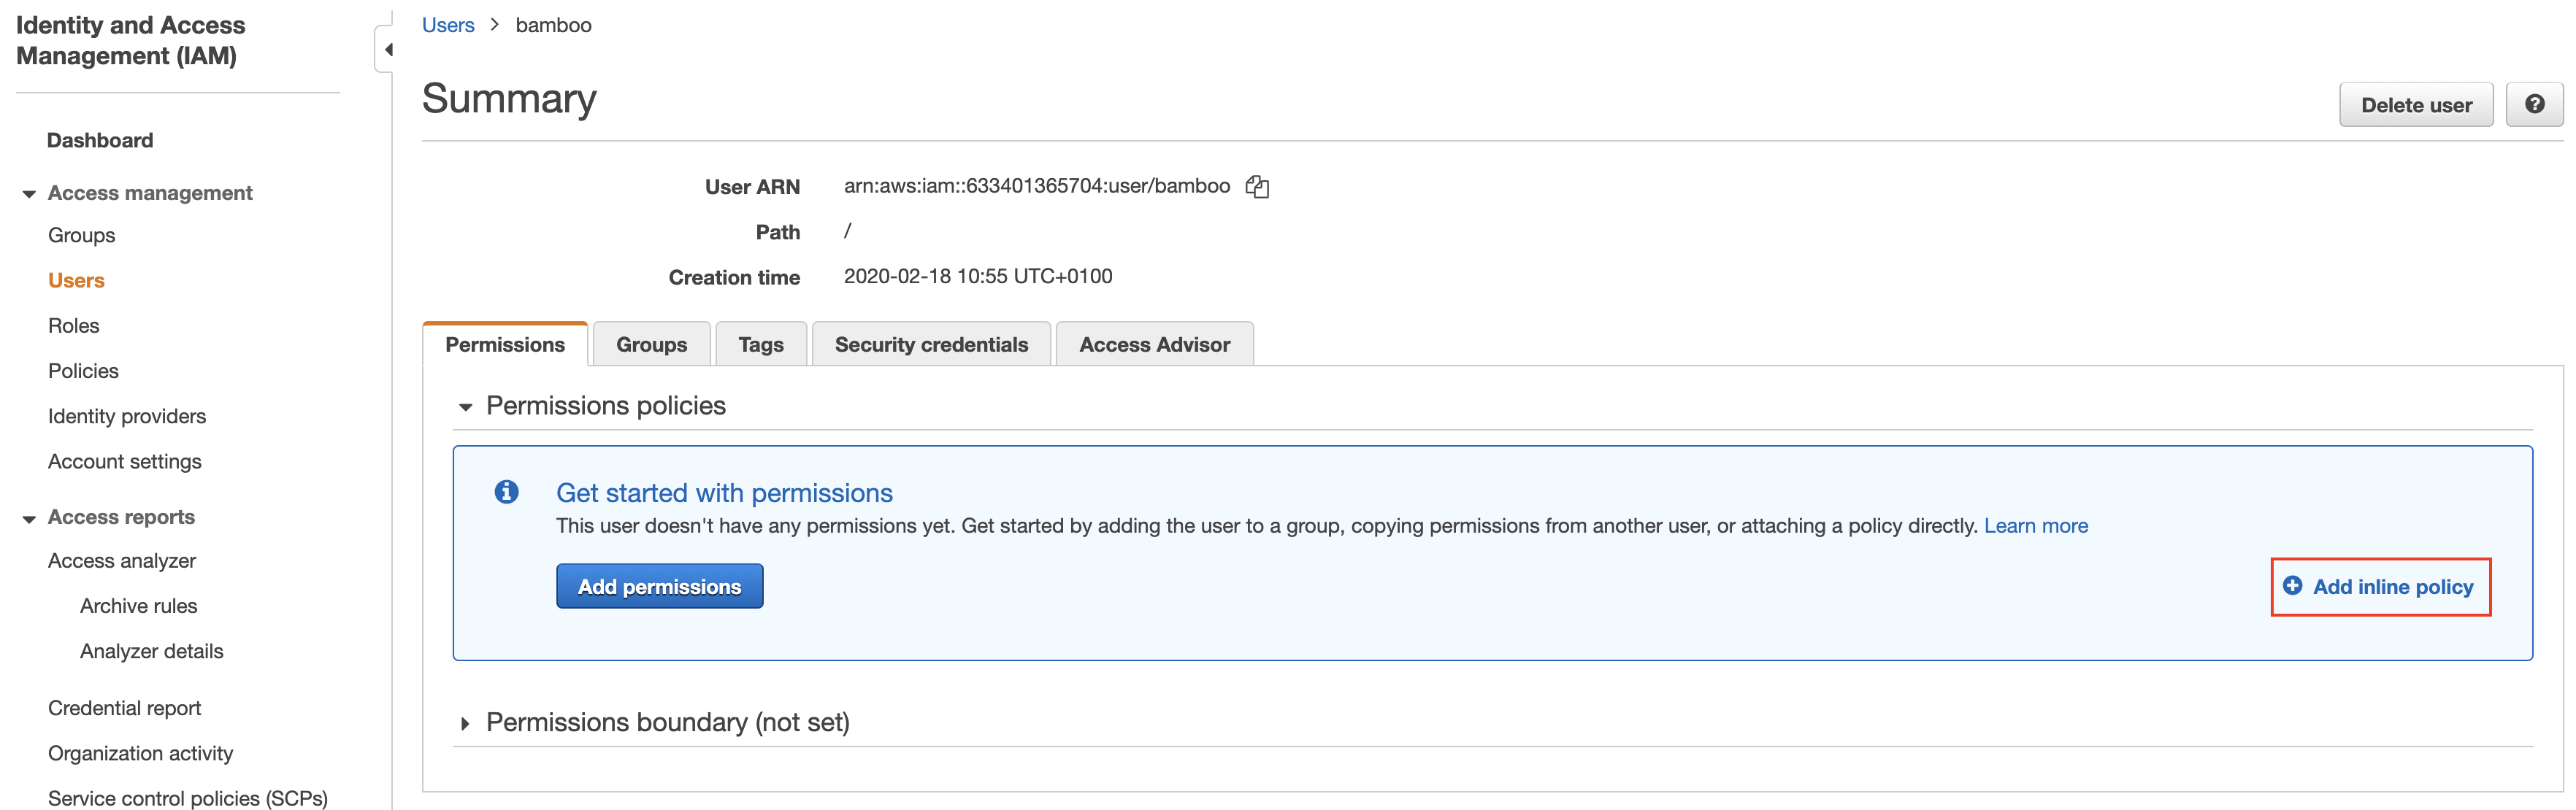 Identity and Access
Management (IAM)
Dashboard
Access management
Groups
Users
Roles
Policies
Identity providers
Account settings
Access reports
Access analyzer
Archive rules
Analyzer details
Credential report
Organization activity
Service control policies (SCPs)
Users > bamboo
Summary
Delete user
User ARN arn:aws:iam::633401365704:user/bamboo
Path /
Creation time 2020-02-18 10:55 UTC+0100
Permissions Groups Tags Security credentials Access Advisor
Permissions policies
Get started with permissions
This user doesn't have any permissions yet. Get started by adding the user to a group, copying permissions from another user, or attaching a policy directly. Learn more
Add permissions
Add inline policy
Permissions boundary (not set)